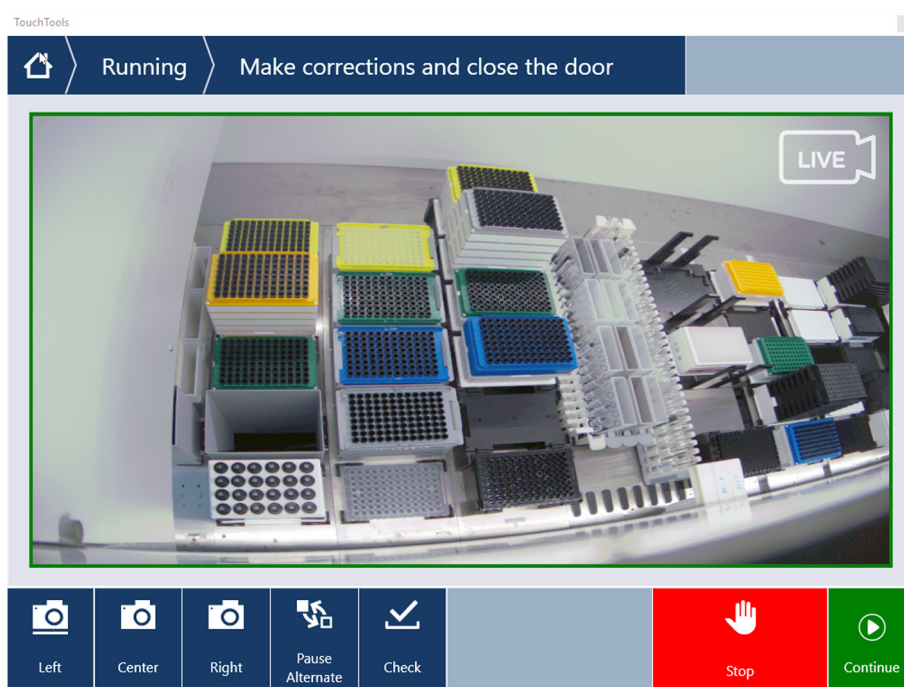 TouchTools
Running
Make corrections and close the door
LIVE
Left
Center
Right
Pause
Alternate
Check
Stop
Continue